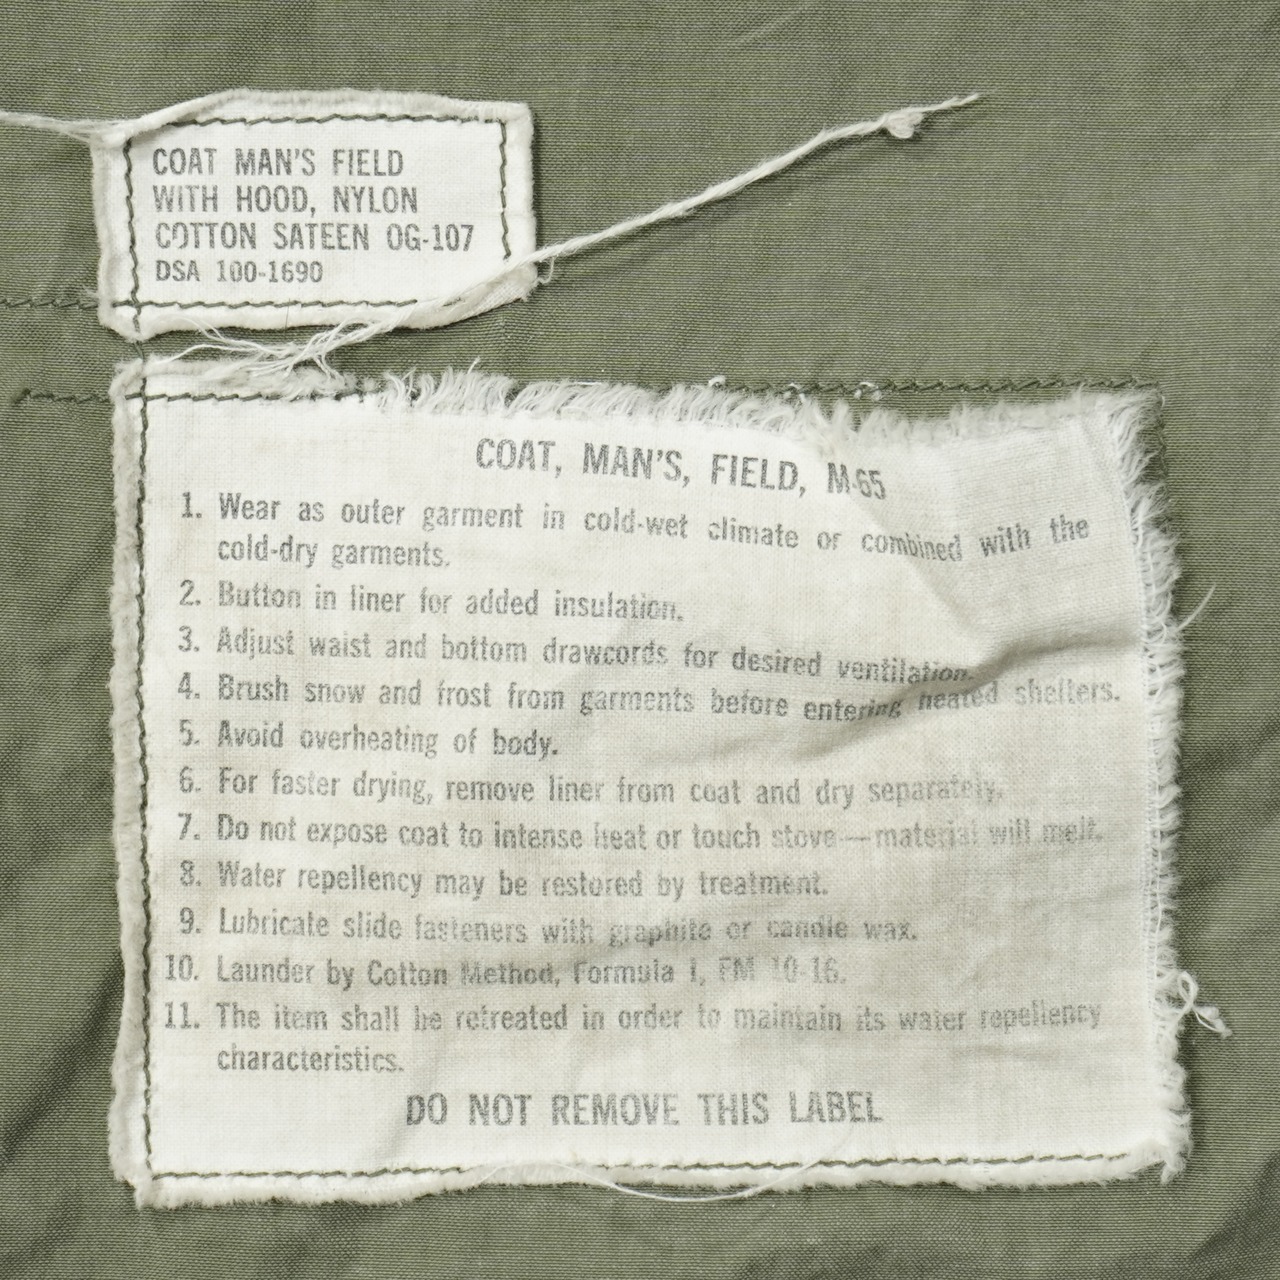 COAT MAN'S FIELD
WITH HOOD, NYLON
COTTON SATEEN OG-107
DSA 100-1690
COAT, MAN'S, FIELD, M-65
1. Wear as outer garment in cold-wet climate or combined with the
cold-dry garments.
2. Button in liner for added insulation.
3. Adjust waist and bottom drawcords for desired ventilation.
4. Brush snow and frost from garments before entering heated shelters.
5. Avoid overheating of body.
6. For faster drying, remove liner from coat and dry separately.
7. Do not expose coat to intense heat or touch stove—material will melt.
8. Water repellency may be restored by treatment.
9. Lubricate slide fasteners with graphite or candle wax.
10. Launder by Cotton Method, Formula I, FM 10-16.
11. The item shall be retreated in order to maintain its water repellency
characteristics.
DO NOT REMOVE THIS LABEL